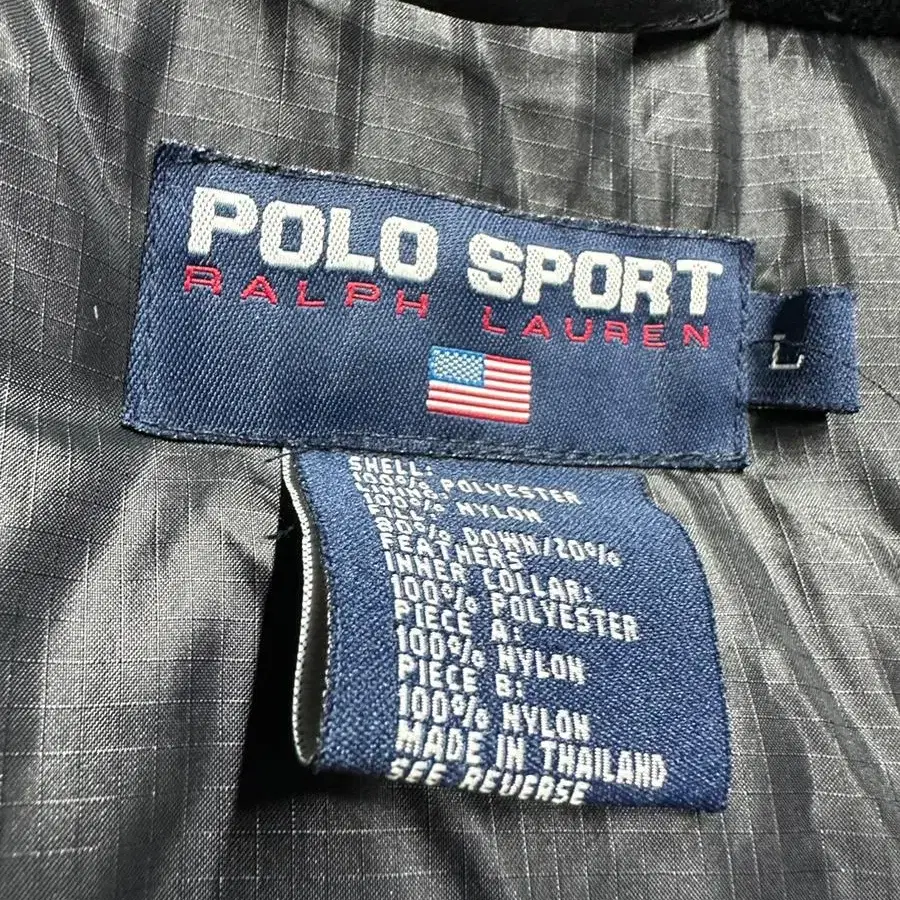 POLO SPORT
RALPH LAUREN
L
SHELL:
100% POLYESTER
LINING:
100% NYLON
FILL:
80% DOWN/20%
FEATHERS
INNER COLLAR:
100% POLYESTER
PIECE A:
100% NYLON
PIECE B:
100% NYLON
MADE IN THAILAND
SEE REVERSE